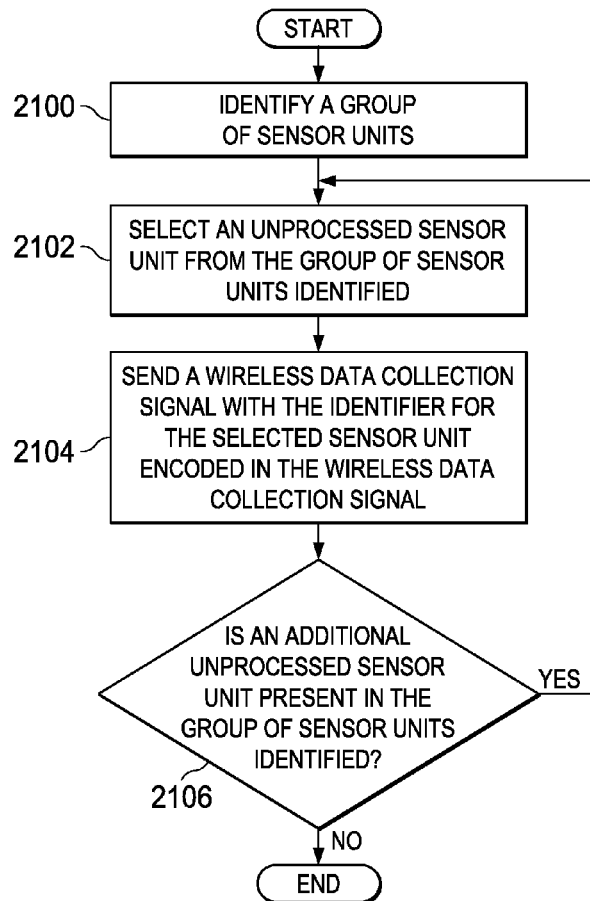 START
2100
IDENTIFY A GROUP
OF SENSOR UNITS
2102
SELECT AN UNPROCESSED SENSOR
UNIT FROM THE GROUP OF SENSOR
UNITS IDENTIFIED
2104
SEND A WIRELESS DATA COLLECTION
SIGNAL WITH THE IDENTIFIER FOR
THE SELECTED SENSOR UNIT
ENCODED IN THE WIRELESS DATA
COLLECTION SIGNAL
IS AN ADDITIONAL
UNPROCESSED SENSOR
UNIT PRESENT IN THE
GROUP OF SENSOR UNITS
IDENTIFIED?
YES
2106
NO
END